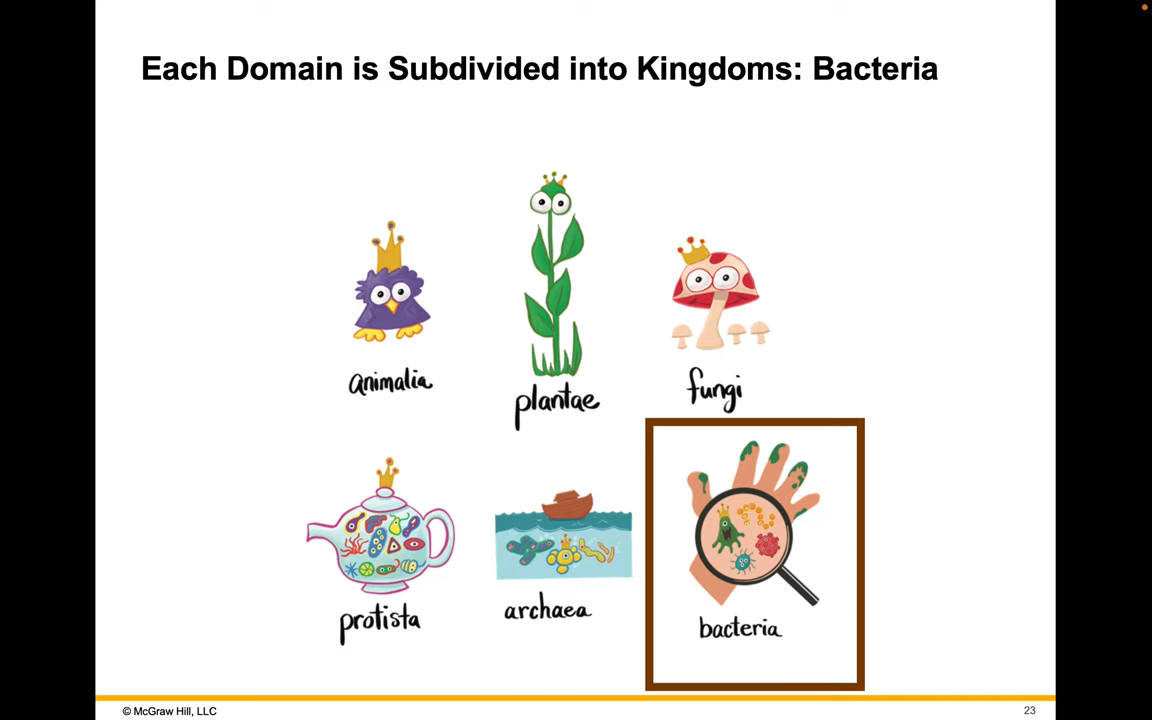 Each Domain is Subdivided into Kingdoms: Bacteria
animalia
plantae
fungi
protista
archaea
bacteria
© McGraw Hill, LLC
23